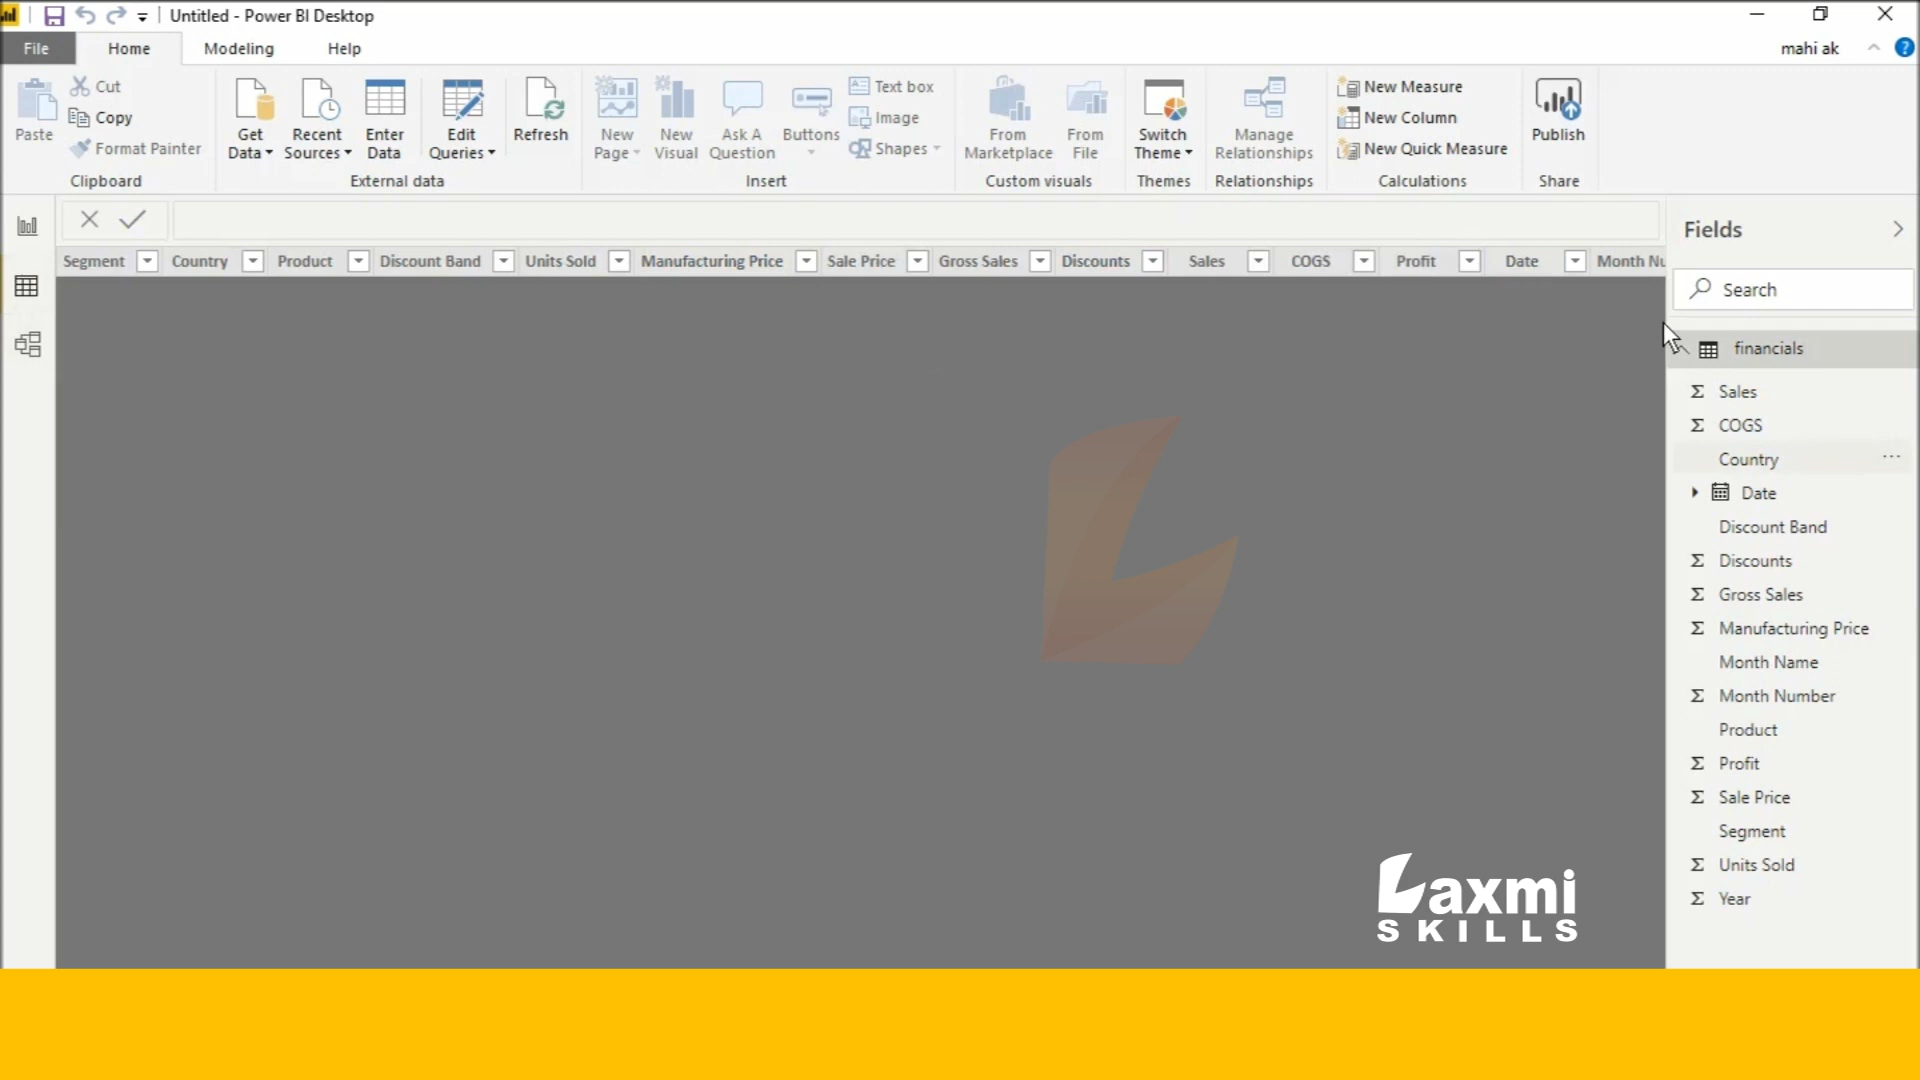 Untitled - Power BI Desktop
File Home Modeling Help mahi ak
Paste
Cut
Copy
Format Painter
Clipboard
Get Data
Recent Sources
Enter Data
Edit Queries
Refresh
External data
New Page
New Visual
Ask A Question
Buttons
Text box
Image
Shapes
Insert
From Marketplace
From File
Custom visuals
Switch Theme
Themes
Manage Relationships
Relationships
New Measure
New Column
New Quick Measure
Calculations
Publish
Share
Segment Country Product Discount Band Units Sold Manufacturing Price Sale Price Gross Sales Discounts Sales COGS Profit Date Month Nu
Fields
Search
financials
Σ Sales
Σ COGS
Country ...
Date
Discount Band
Σ Discounts
Σ Gross Sales
Σ Manufacturing Price
Month Name
Σ Month Number
Product
Σ Profit
Σ Sale Price
Segment
Σ Units Sold
Σ Year
Laxmi
SKILLS